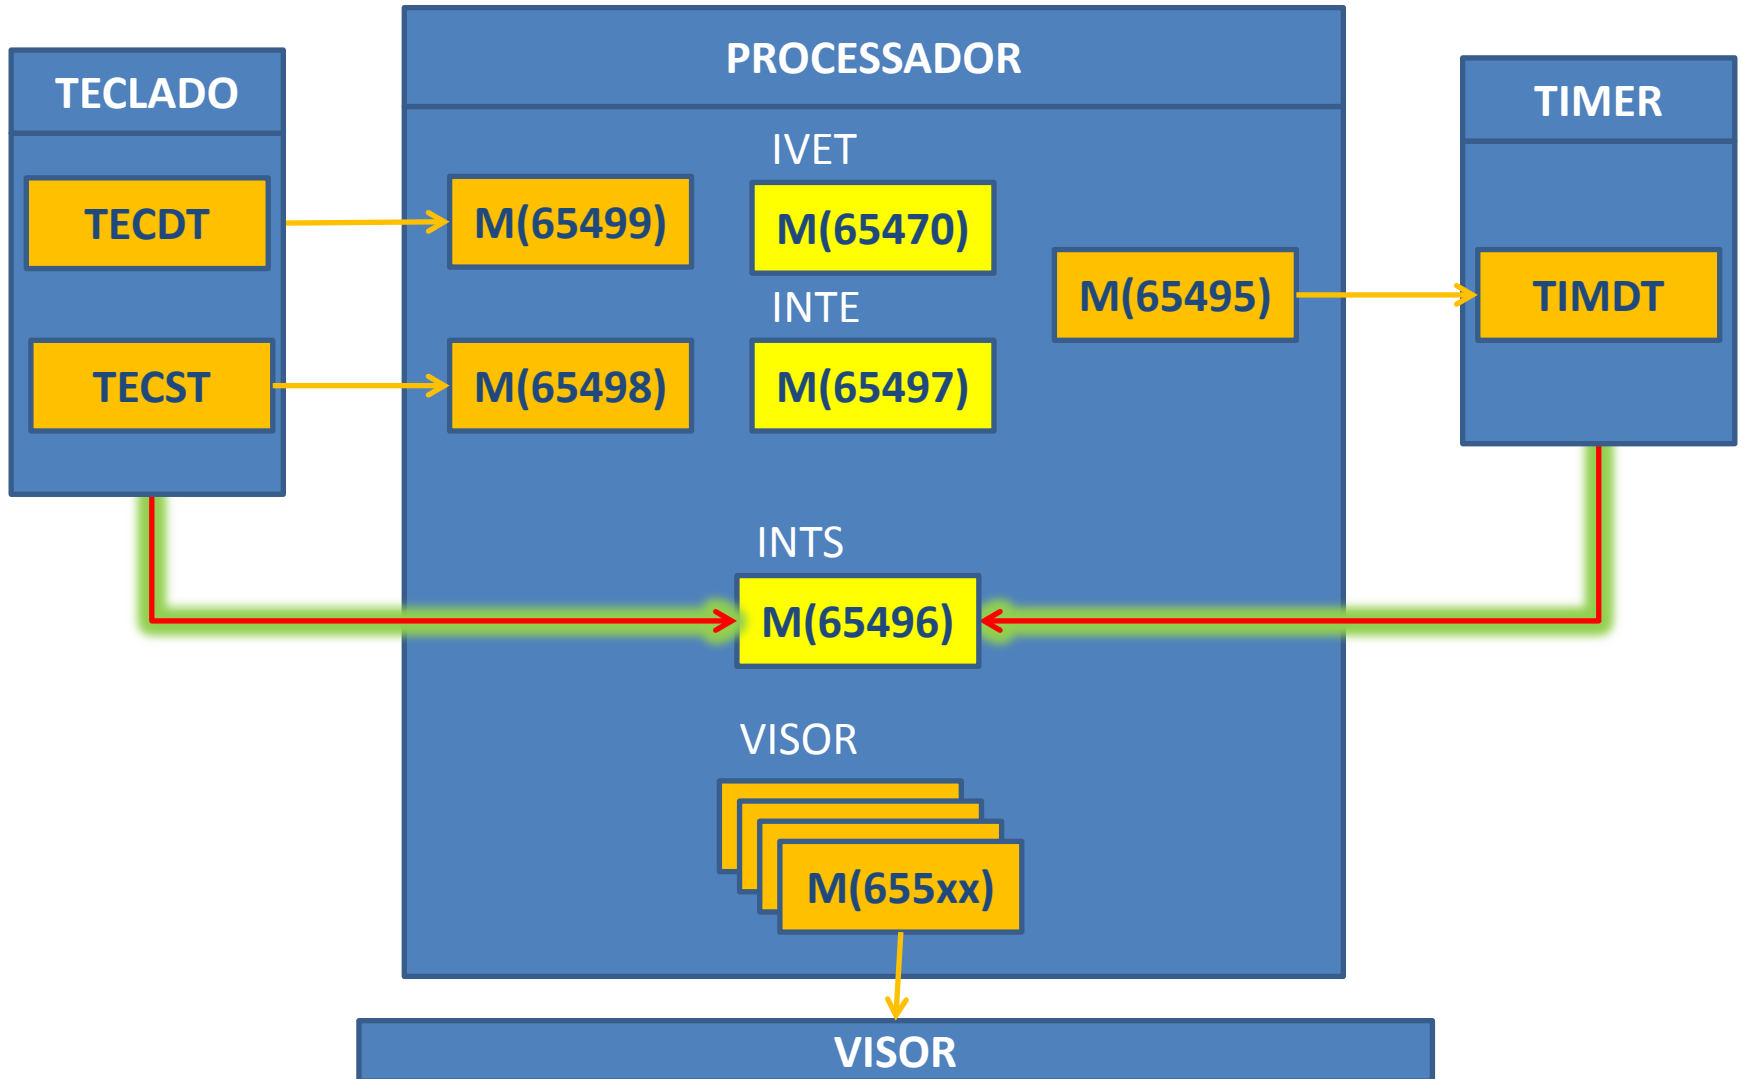 PROCESSADOR
TECLADO
TIMER
IVET
TECDT
M(65499)
M(65470)
M(65495)
TIMDT
INTE
TECST
M(65498)
M(65497)
INTS
M(65496)
VISOR
M(655xx)
VISOR